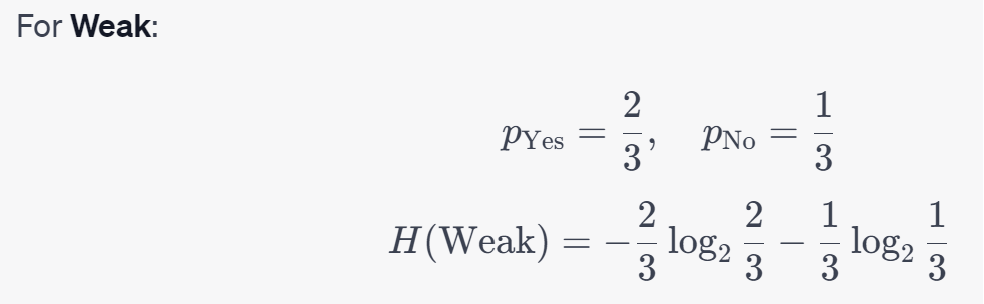 For Weak:
p_Yes = 2/3, p_No = 1/3
H(Weak) = −2/3 log₂ 2/3 − 1/3 log₂ 1/3